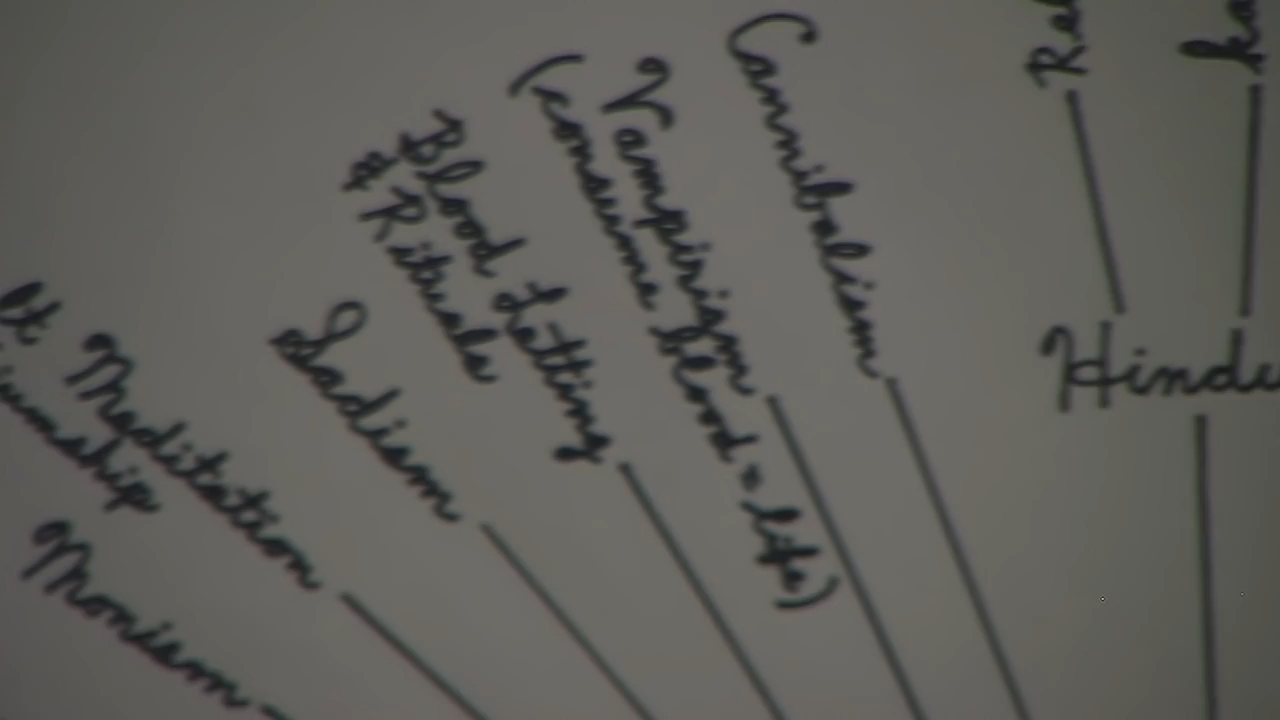 Cannibalism
Vampirism
(consume blood = life)
Blood Letting
& Rituals
Sadism
Meditation
Monism
Hindu